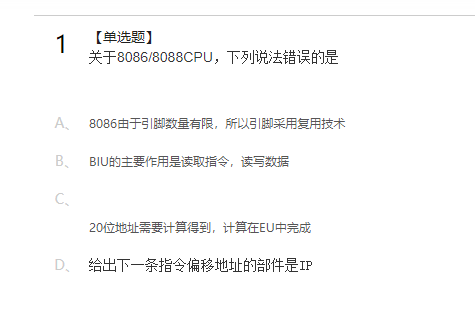 1 【单选题】
关于8086/8088CPU，下列说法错误的是
A、 8086由于引脚数量有限，所以引脚采用复用技术
B、 BIU的主要作用是读取指令，读写数据
C、
20位地址需要计算得到，计算在EU中完成
D、 给出下一条指令偏移地址的部件是IP